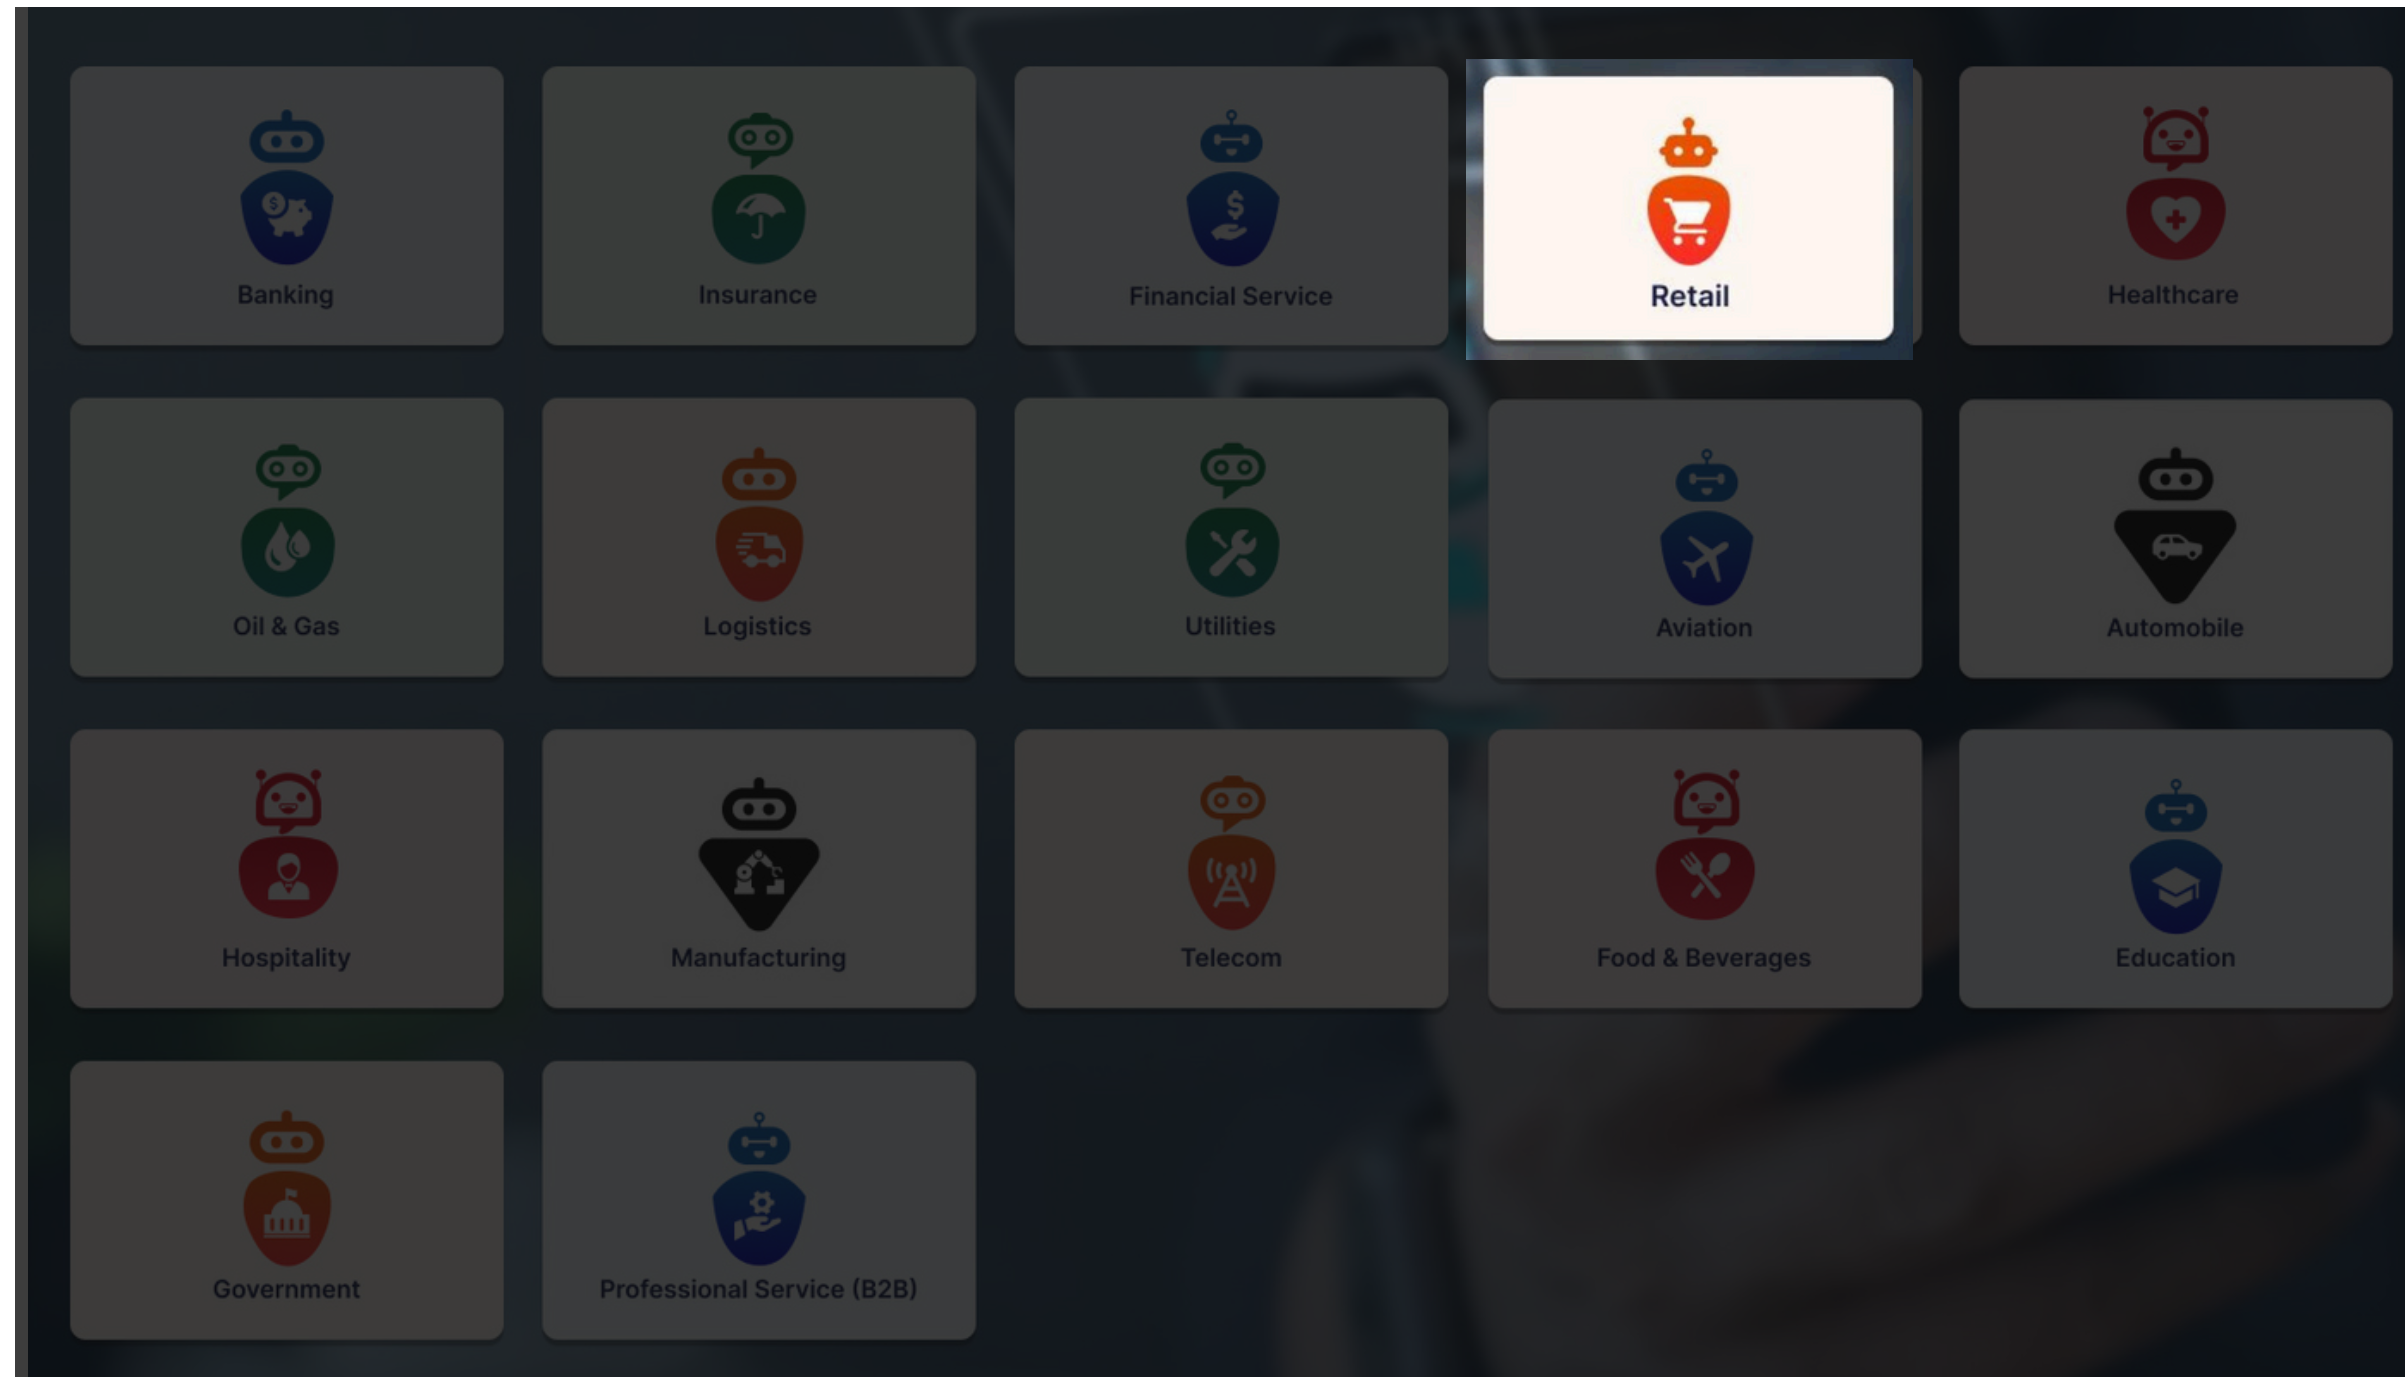 Banking
Insurance
Financial Service
Retail
Healthcare
Oil & Gas
Logistics
Utilities
Aviation
Automobile
Hospitality
Manufacturing
Telecom
Food & Beverages
Education
Government
Professional Service (B2B)